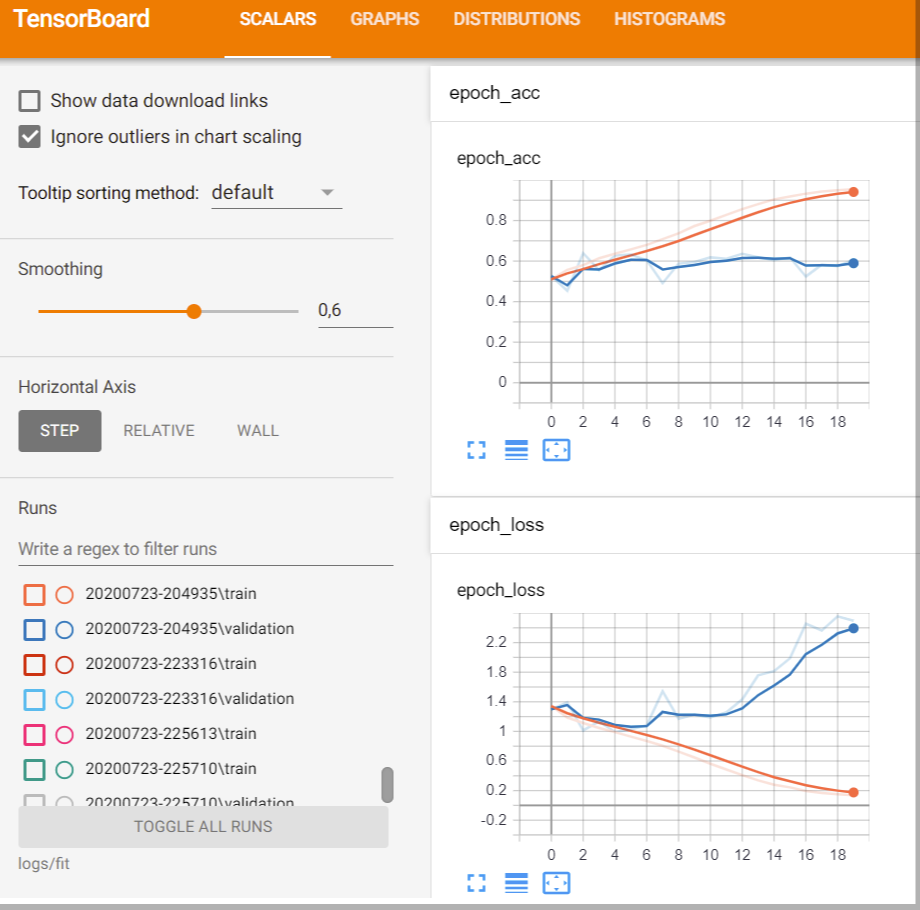 TensorBoard SCALARS GRAPHS DISTRIBUTIONS HISTOGRAMS
Show data download links
Ignore outliers in chart scaling
Tooltip sorting method: default
Smoothing
0,6
Horizontal Axis
STEP RELATIVE WALL
Runs
Write a regex to filter runs
20200723-204935\train
20200723-204935\validation
20200723-223316\train
20200723-223316\validation
20200723-225613\train
20200723-225710\train
20200723-225710\validation
TOGGLE ALL RUNS
logs/fit
epoch_acc
epoch_acc
0.8
0.6
0.4
0.2
0
0 2 4 6 8 10 12 14 16 18
epoch_loss
epoch_loss
2.2
1.8
1.4
1
0.6
0.2
-0.2
0 2 4 6 8 10 12 14 16 18